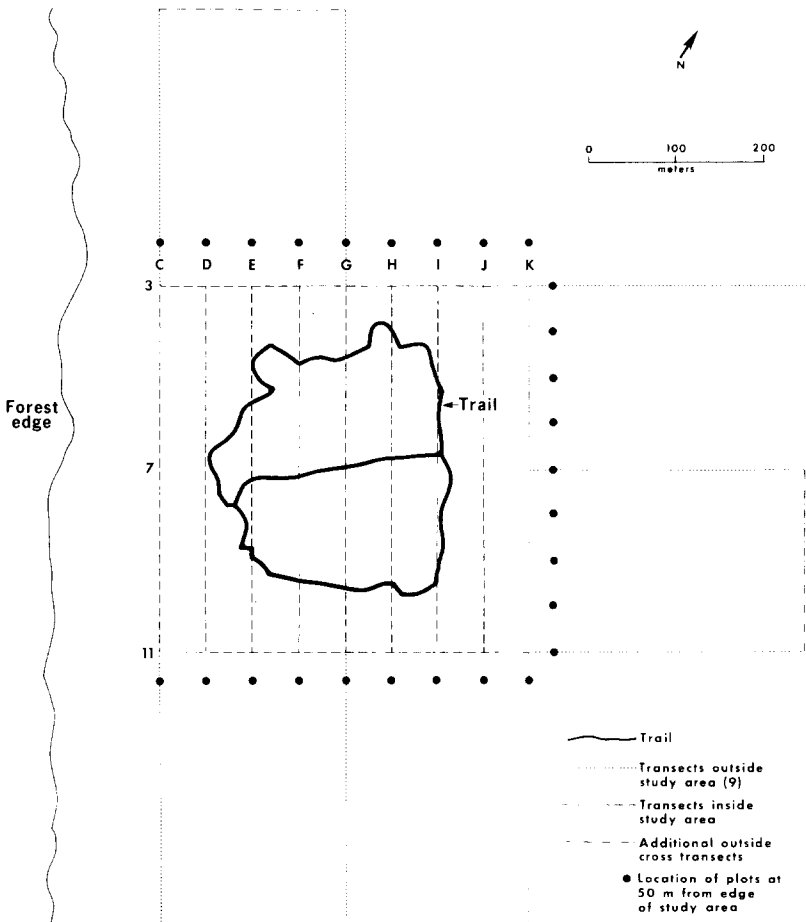 N
0 100 200
meters
C D E F G H I J K
3
Trail
Forest
edge
7
11
Trail
Transects outside
study area (9)
Transects inside
study area
Additional outside
cross transects
Location of plots at
50 m from edge
of study area